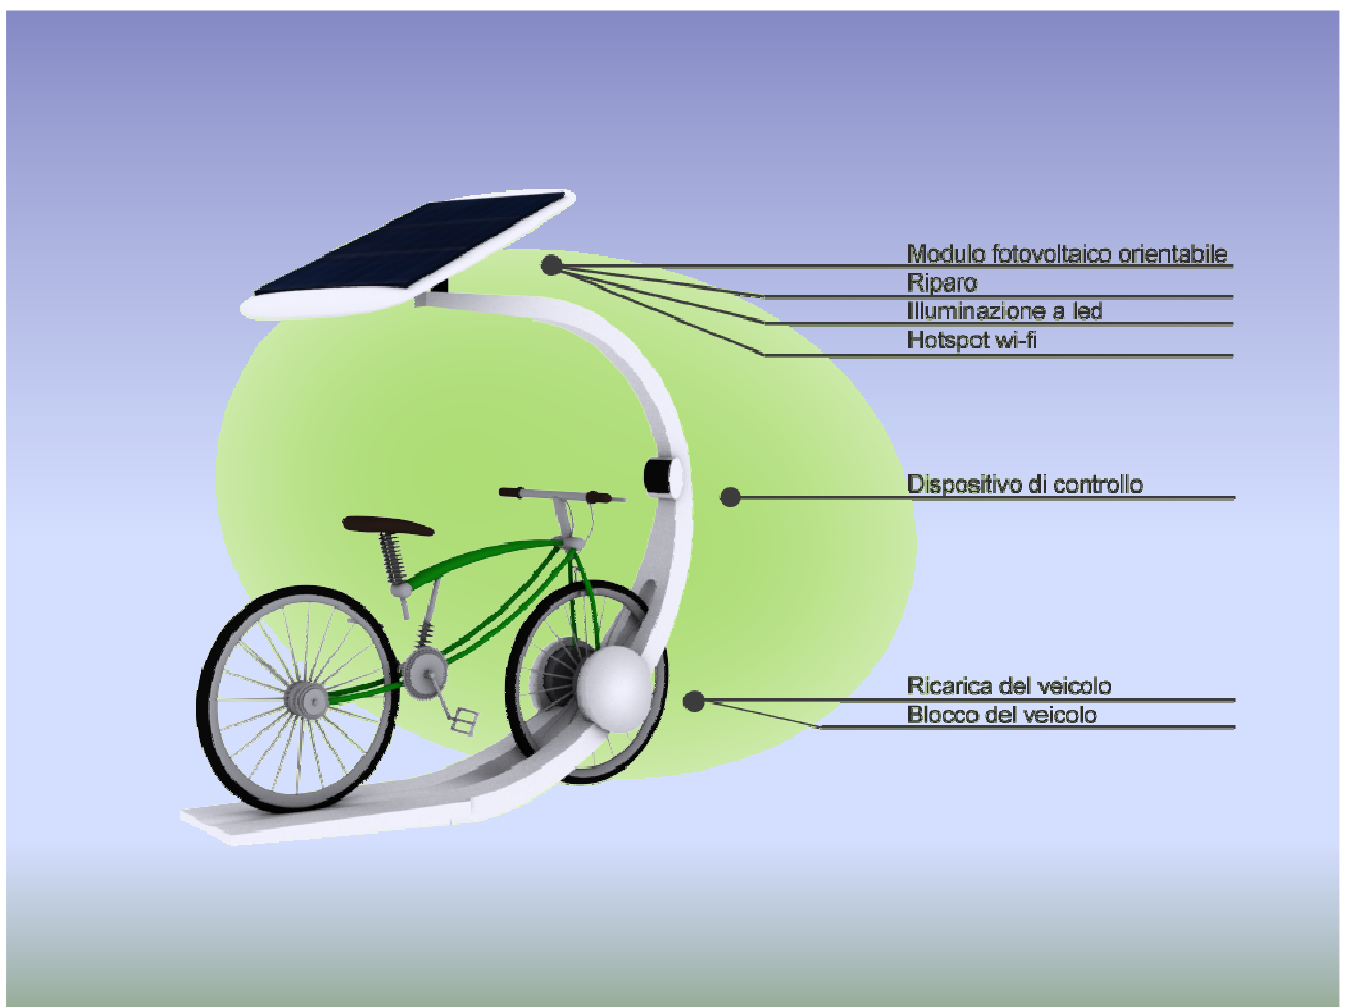 Modulo fotovoltaico orientabile
Riparo
Illuminazione a led
Hotspot wi-fi
Dispositivo di controllo
Ricarica del veicolo
Blocco del veicolo